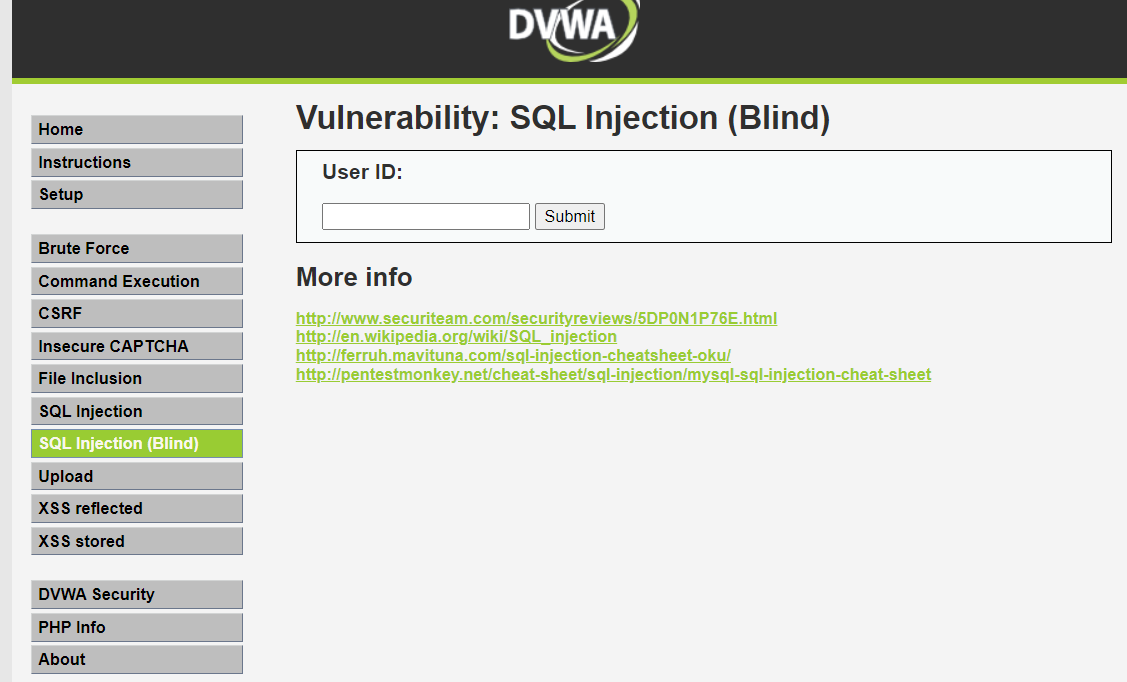 DVWA
Home
Instructions
Setup
Brute Force
Command Execution
CSRF
Insecure CAPTCHA
File Inclusion
SQL Injection
SQL Injection (Blind)
Upload
XSS reflected
XSS stored
DVWA Security
PHP Info
About
Vulnerability: SQL Injection (Blind)
User ID:
Submit
More info
http://www.securiteam.com/securityreviews/5DP0N1P76E.html
http://en.wikipedia.org/wiki/SQL_injection
http://ferruh.mavituna.com/sql-injection-cheatsheet-oku/
http://pentestmonkey.net/cheat-sheet/sql-injection/mysql-sql-injection-cheat-sheet